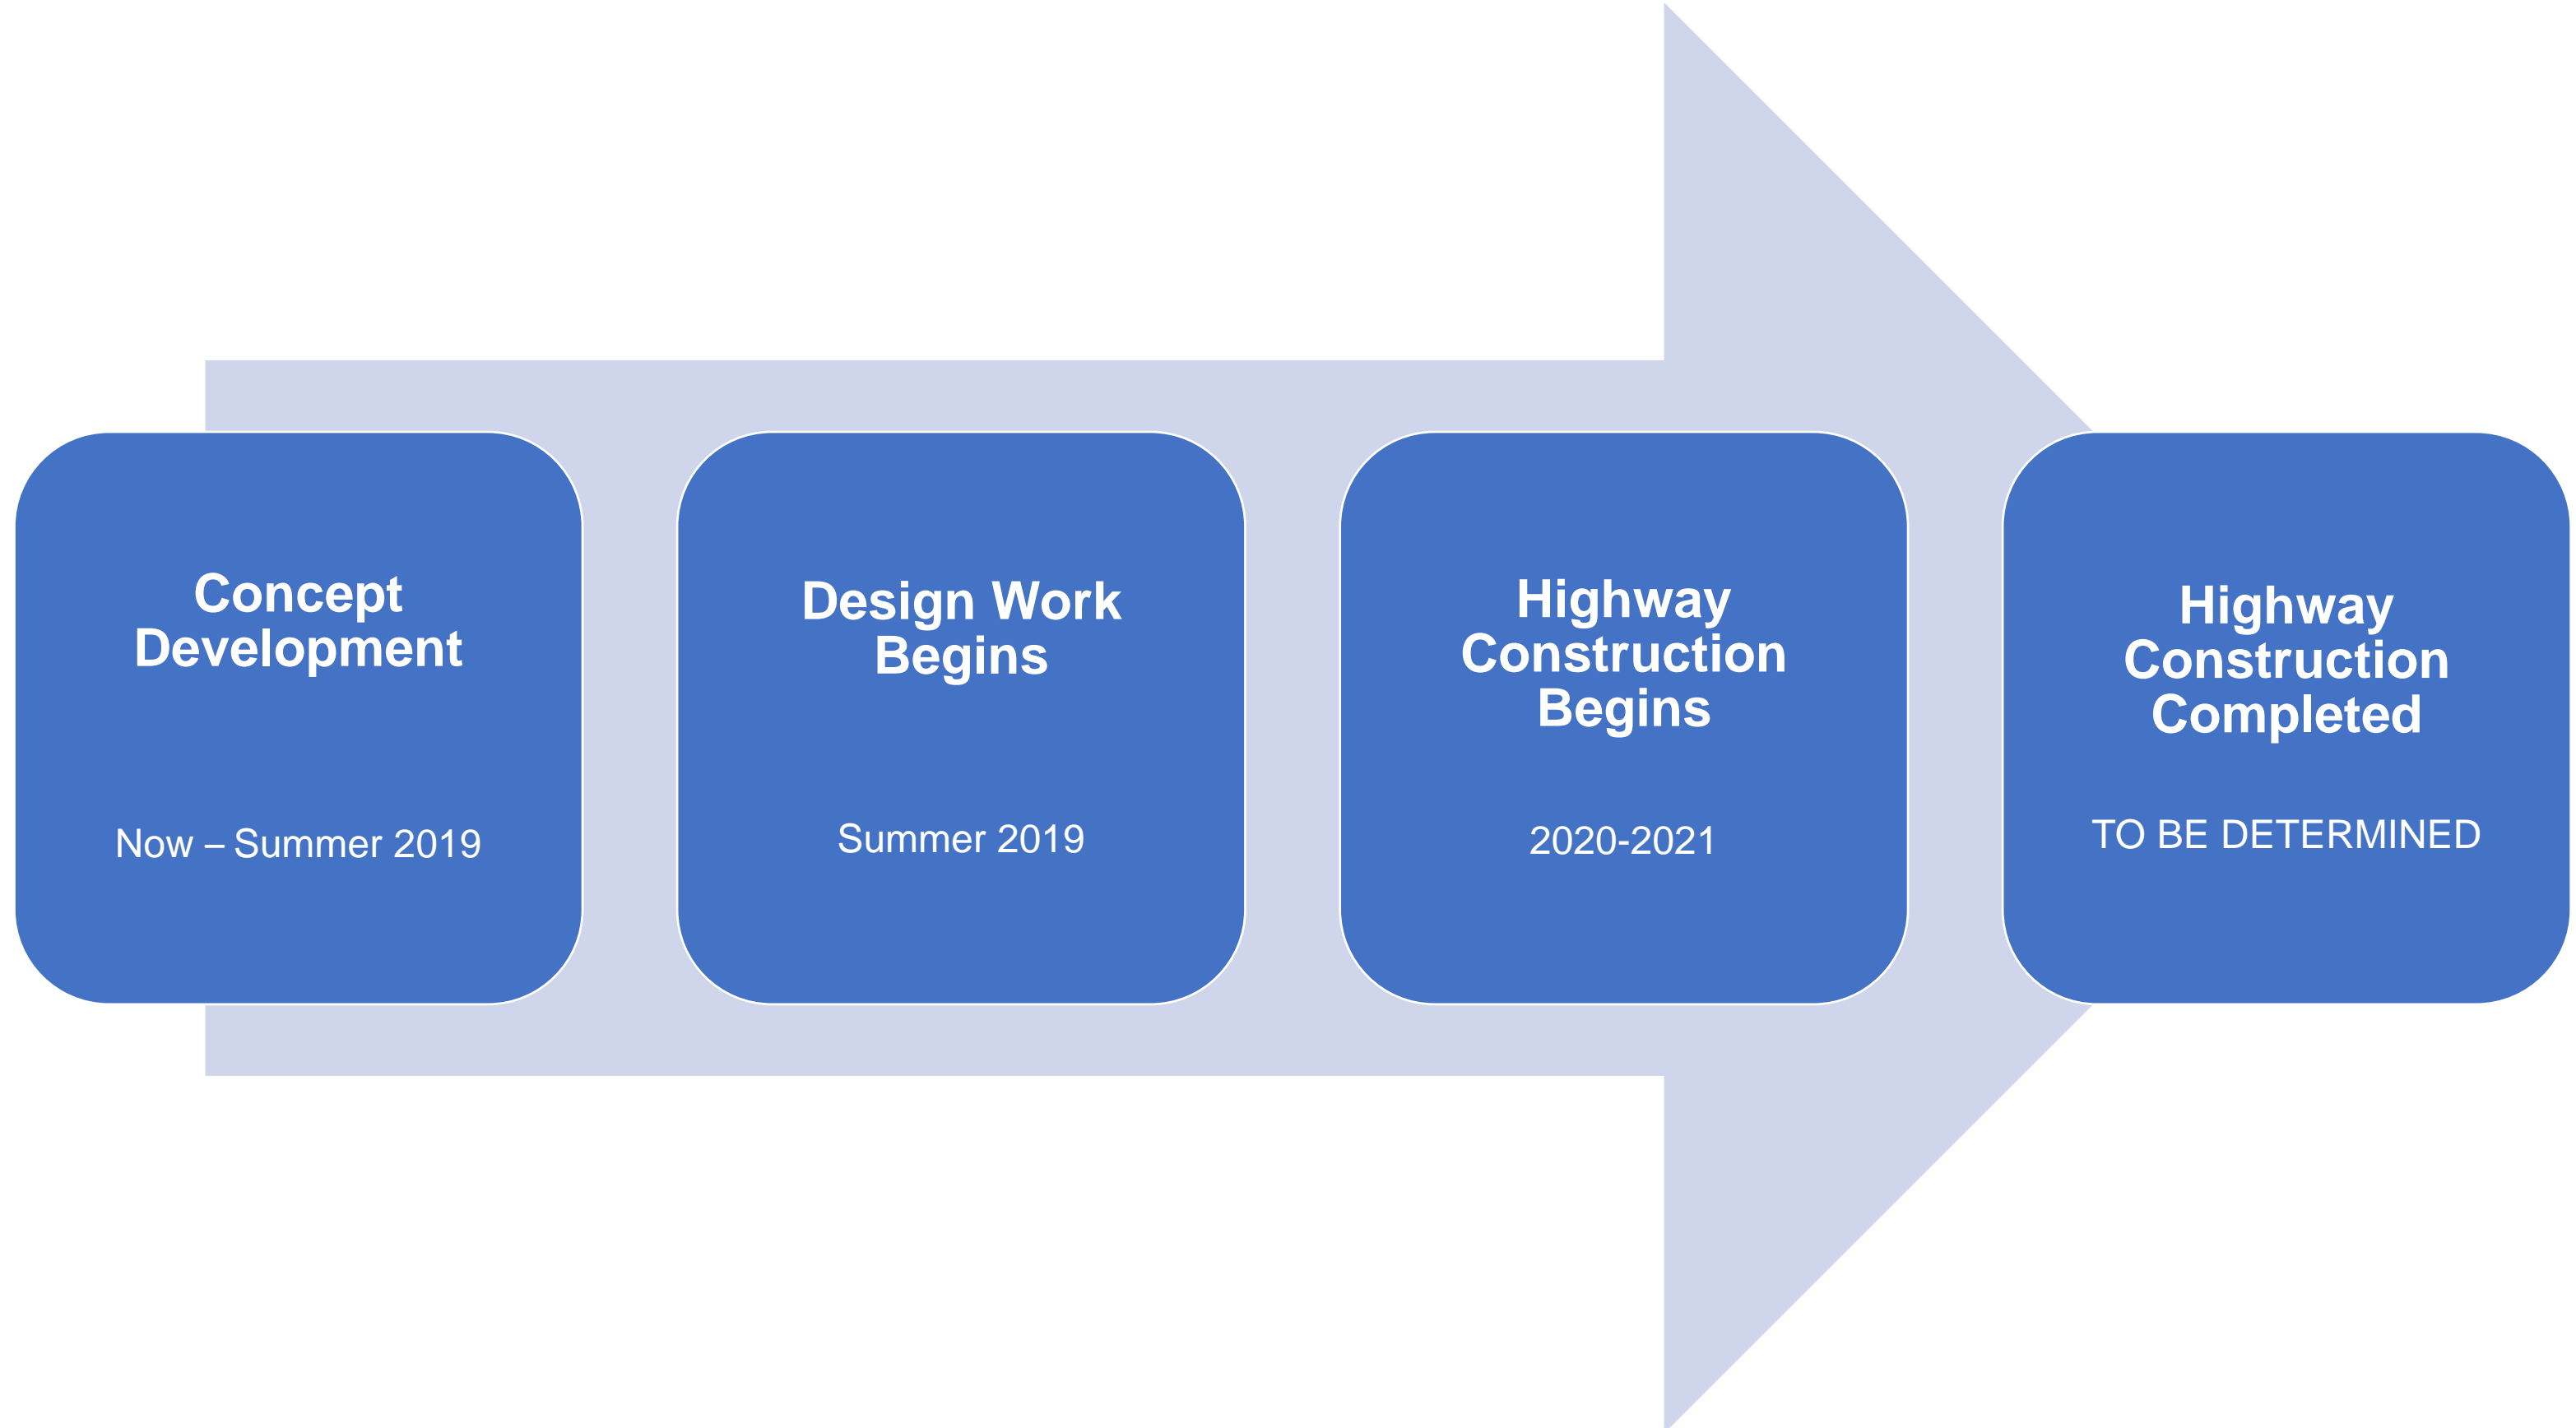 Concept
Development
Now – Summer 2019
Design Work
Begins
Summer 2019
Highway
Construction
Begins
2020-2021
Highway
Construction
Completed
TO BE DETERMINED